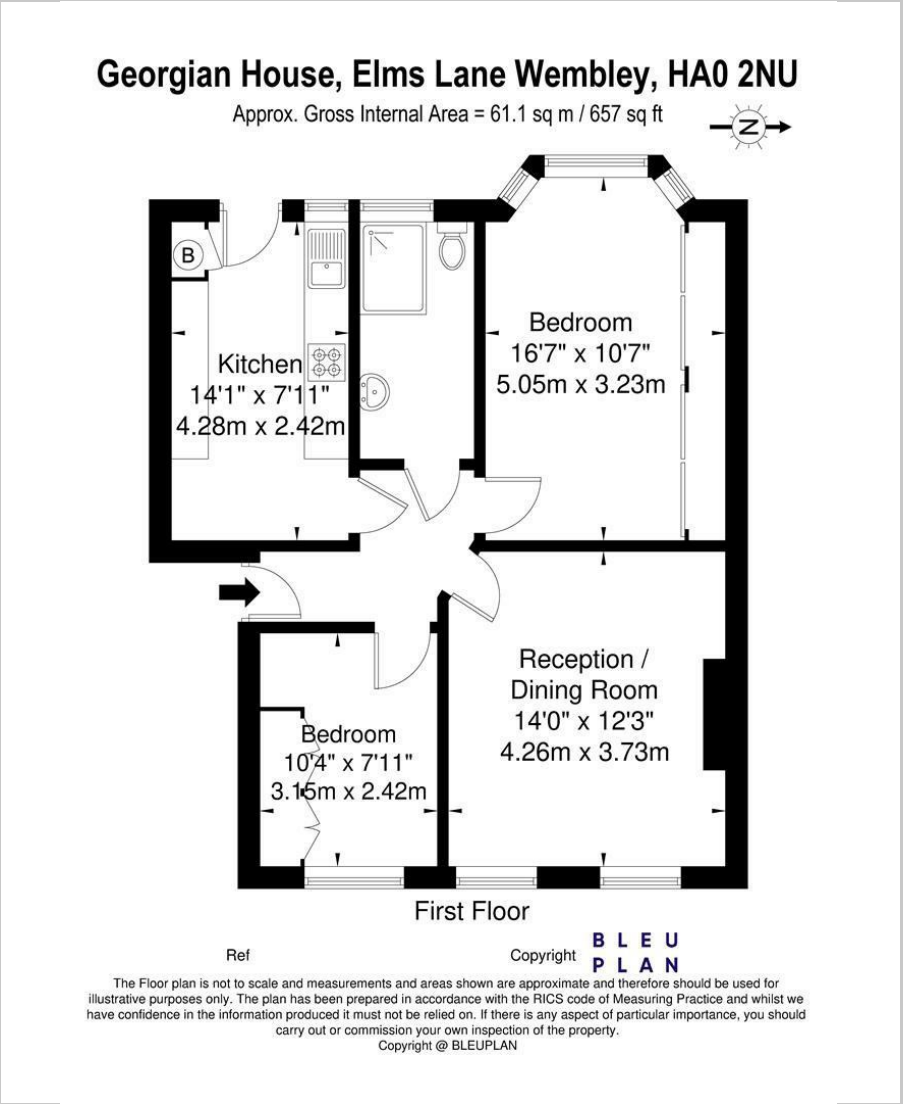 Georgian House, Elms Lane Wembley, HA0 2NU
Approx. Gross Internal Area = 61.1 sq m / 657 sq ft
N
B
Bedroom
16'7" x 10'7"
5.05m x 3.23m
Kitchen
14'1" x 7'11"
4.28m x 2.42m
Reception /
Dining Room
14'0" x 12'3"
4.26m x 3.73m
Bedroom
10'4" x 7'11"
3.15m x 2.42m
First Floor
Ref
Copyright
BLEU
PLAN
The Floor plan is not to scale and measurements and areas shown are approximate and therefore should be used for
illustrative purposes only. The plan has been prepared in accordance with the RICS code of Measuring Practice and whilst we
have confidence in the information produced it must not be relied on. If there is any aspect of particular importance, you should
carry out or commission your own inspection of the property.
Copyright @ BLEUPLAN